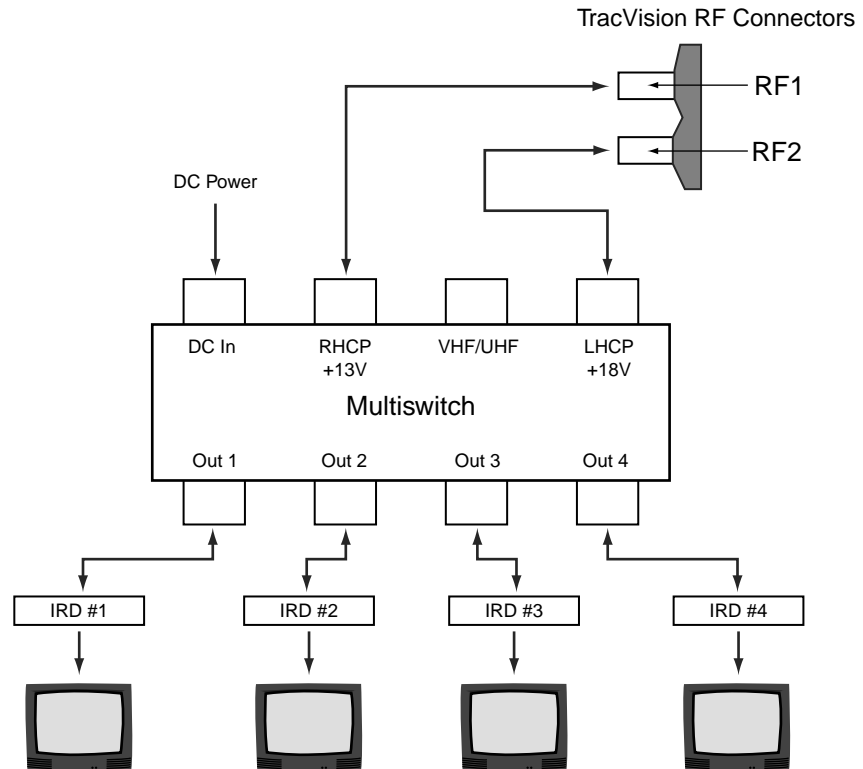 TracVision RF Connectors
RF1
RF2
DC Power
DC In
RHCP
+13V
VHF/UHF
LHCP
+18V
Multiswitch
Out 1
Out 2
Out 3
Out 4
IRD #1
IRD #2
IRD #3
IRD #4